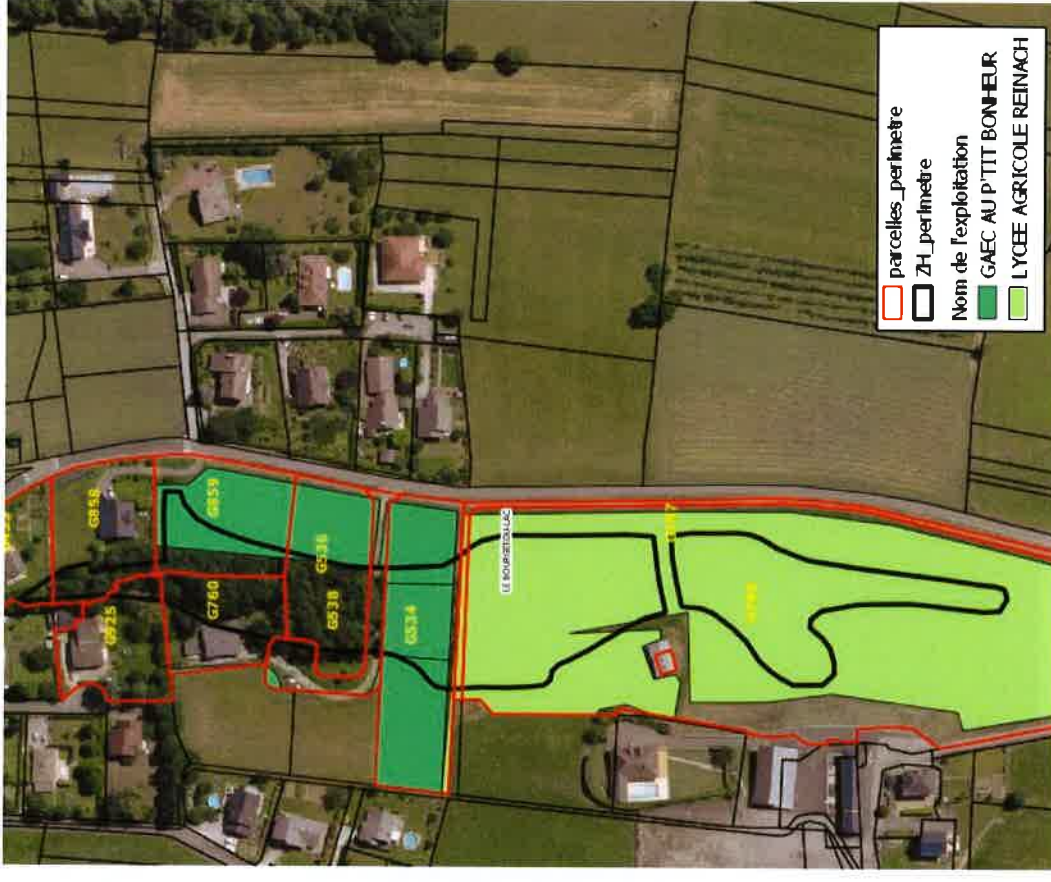 parcelles_perimetre
ZH_perimetre
Nom de l'exploitation
GAEC AU P'TIT BONHEUR
LYCEE AGRICOLE REINACH
G858
G859
G525
G760
G536
G538
G534
LE BOURGET-DU-LAC